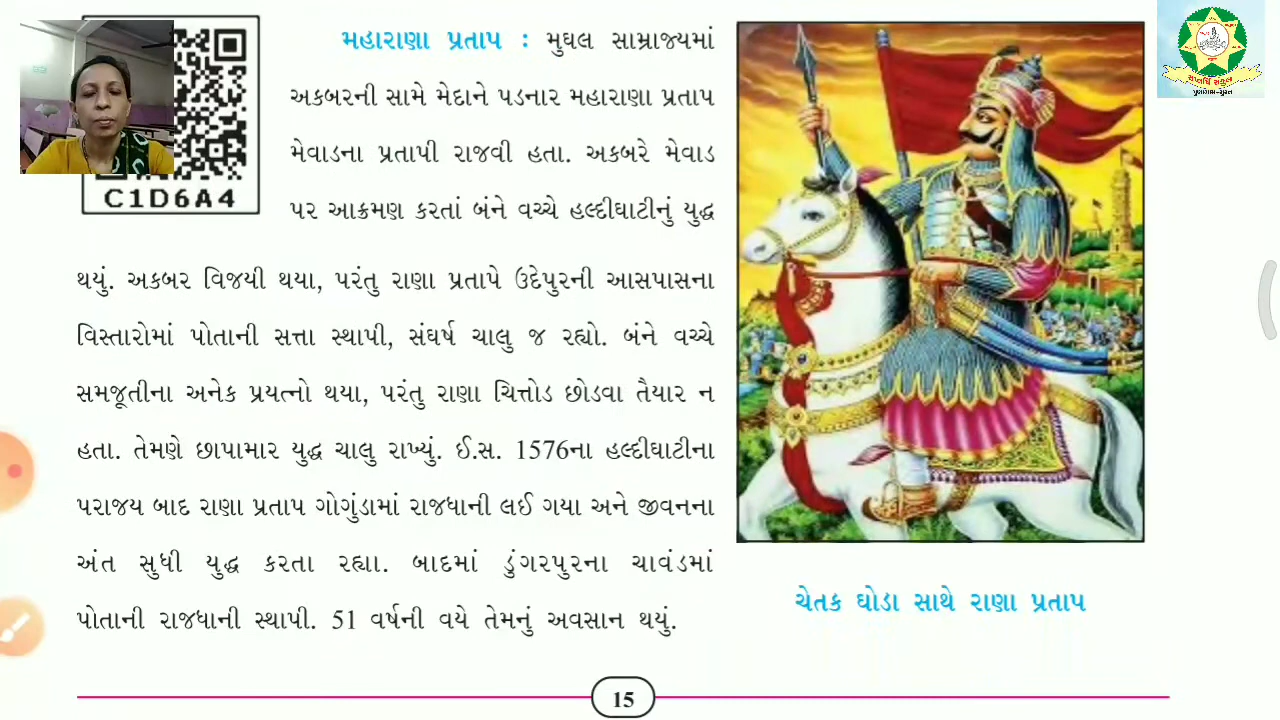 C1D6A4
મહારાણા પ્રતાપ : મુઘલ સામ્રાજ્યમાં
અકબરની સામે મેદાને પડનાર મહારાણા પ્રતાપ
મેવાડના પ્રતાપી રાજવી હતા. અકબરે મેવાડ
પર આક્રમણ કરતાં બંને વચ્ચે હલ્દીઘાટીનું યુદ્ધ
થયું. અકબર વિજયી થયા, પરંતુ રાણા પ્રતાપે ઉદેપુરની આસપાસના
વિસ્તારોમાં પોતાની સત્તા સ્થાપી, સંઘર્ષ ચાલુ જ રહ્યો. બંને વચ્ચે
સમજૂતીના અનેક પ્રયત્નો થયા, પરંતુ રાણા ચિત્તોડ છોડવા તૈયાર ન
હતા. તેમણે છાપામાર યુદ્ધ ચાલુ રાખ્યું. ઈ.સ. 1576ના હલ્દીઘાટીના
પરાજય બાદ રાણા પ્રતાપ ગોગુંડામાં રાજધાની લઈ ગયા અને જીવનના
અંત સુધી યુદ્ધ કરતા રહ્યા. બાદમાં ડુંગરપુરના ચાવંડમાં
પોતાની રાજધાની સ્થાપી. 51 વર્ષની વયે તેમનું અવસાન થયું.
ચેતક ઘોડા સાથે રાણા પ્રતાપ
15